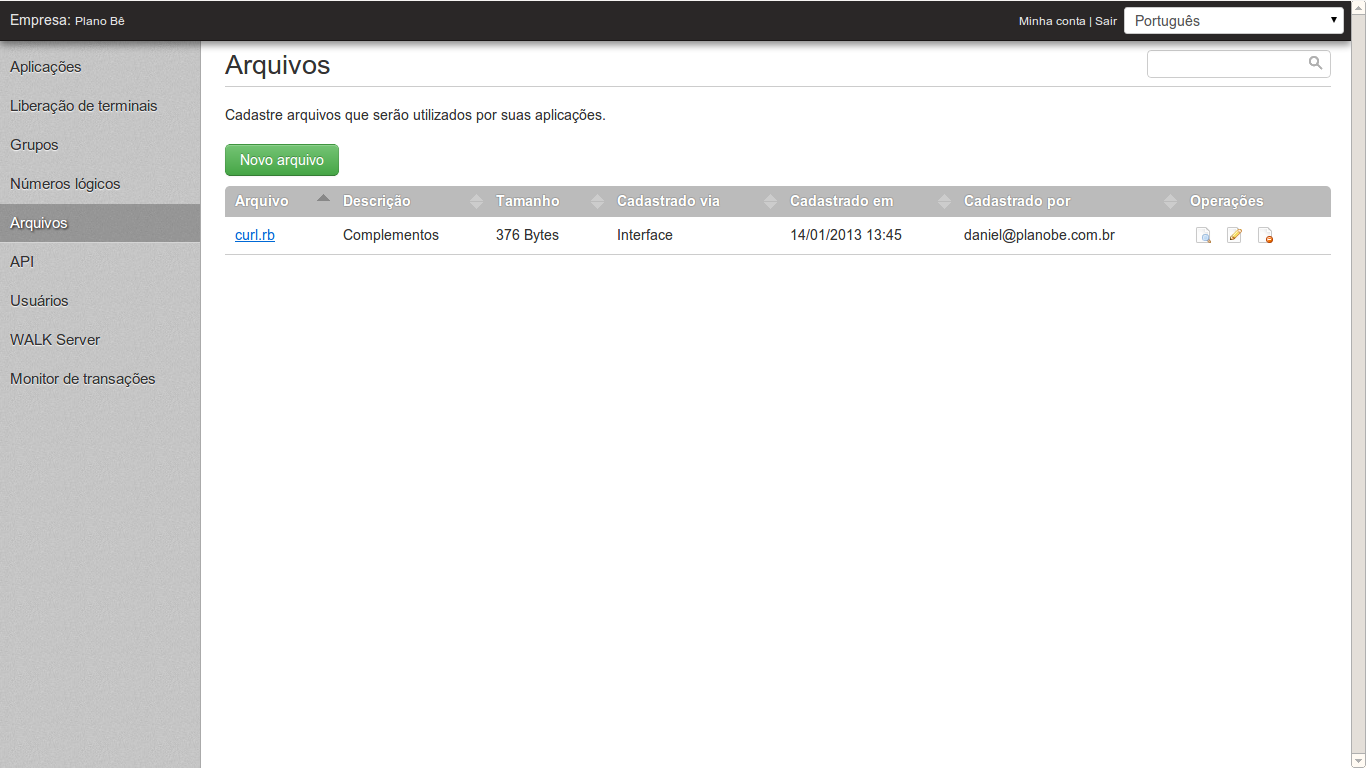 Empresa: Plano Bê
Minha conta | Sair
Português
Aplicações
Liberação de terminais
Grupos
Números lógicos
Arquivos
API
Usuários
WALK Server
Monitor de transações
Arquivos
Cadastre arquivos que serão utilizados por suas aplicações.
Novo arquivo
Arquivo Descrição Tamanho Cadastrado via Cadastrado em Cadastrado por Operações
curl.rb Complementos 376 Bytes Interface 14/01/2013 13:45 daniel@planobe.com.br